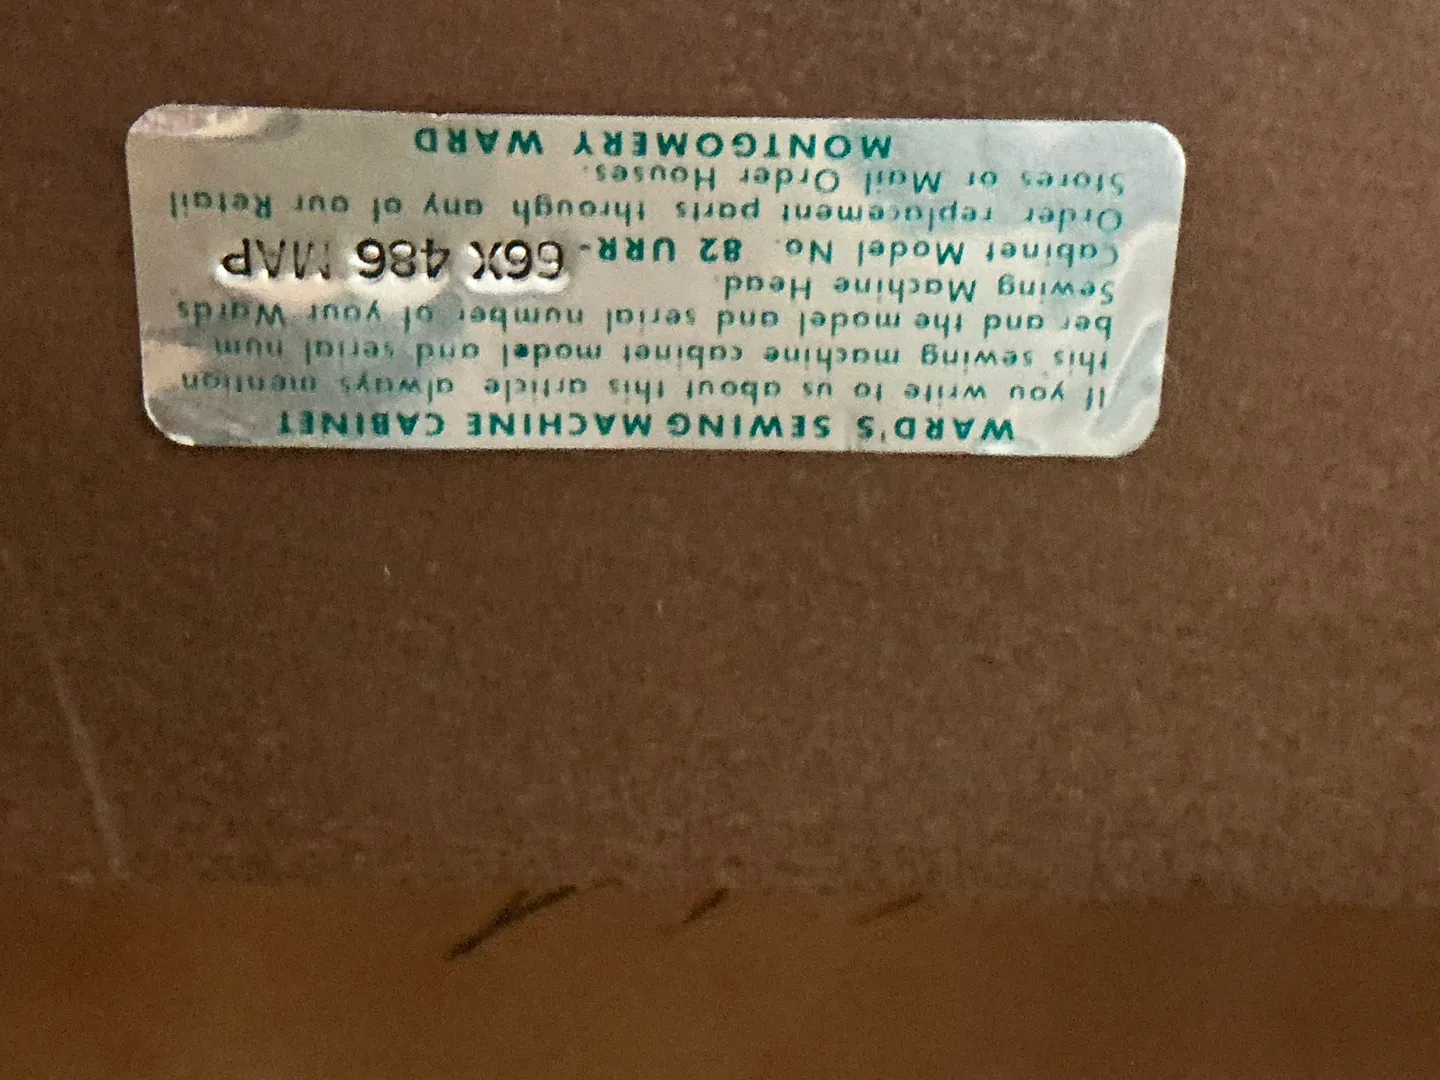 WARD'S SEWING MACHINE CABINET
If you write to us about this article always mention
this sewing machine cabinet model and serial num
ber and the model and serial number of your Wards
Sewing Machine Head.
Cabinet Model No. 82 URR- 66X 486 MAP
Order replacement parts through any of our Retail
Stores or Mail Order Houses.
MONTGOMERY WARD